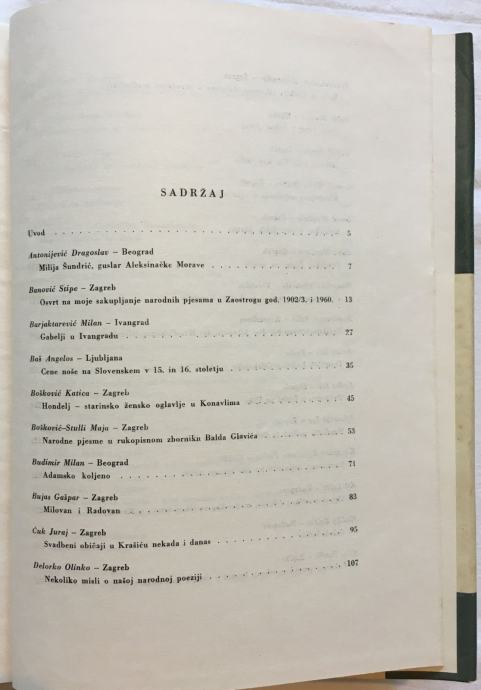 SADRŽAJ
Uvod . . . . . . . . . . . . . . . . . . . . . . . . . . . . 5
Antonijević Dragoslav – Beograd
Milija Šundrić, guslar Aleksinačke Morave . . . . . . . . . . . . 7
Banović Stipe – Zagreb
Osvrt na moje sakupljanje narodnih pjesama u Zaostrogu god. 1902/3. i 1960. · 13
Barjaktarević Milan – Ivangrad
Gabelji u Ivangradu . . . . . . . . . . . . . . . . . . . . 27
Baš Angelos – Ljubljana
Cene noše na Slovenskem v 15. in 16. stoletju . . . . . . . . . . . 35
Bošković Katica – Zagreb
Hondelj – starinsko žensko oglavlje u Konavlima . . . . . . . . . . 45
Bošković-Stulli Maja – Zagreb
Narodne pjesme u rukopisnom zborniku Balda Glavića . . . . . . . . 53
Budimir Milan – Beograd
Adamsko koljeno . . . . . . . . . . . . . . . . . . . . . 71
Bujas Gašpar – Zagreb
Milovan i Radovan . . . . . . . . . . . . . . . . . . . . 83
Čuk Juraj – Zagreb
Svadbeni običaji u Krašiću nekada i danas . . . . . . . . . . . . 95
Delorko Olinko – Zagreb
Nekoliko misli o našoj narodnoj poeziji . . . . . . . . . . . . . 107